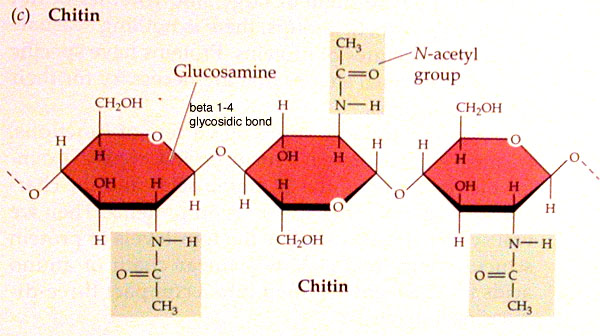 (c) Chitin
Glucosamine
N-acetyl
group
beta 1-4
glycosidic bond
CH₃
C=O
N—H
CH₂OH
O
H
H
OH
H
H
H
N—H
O=C
CH₃
O
H
OH
H
H
H
H
O
CH₂OH
Chitin
O
CH₂OH
O
H
H
OH
H
H
H
N—H
O=C
CH₃
O
O